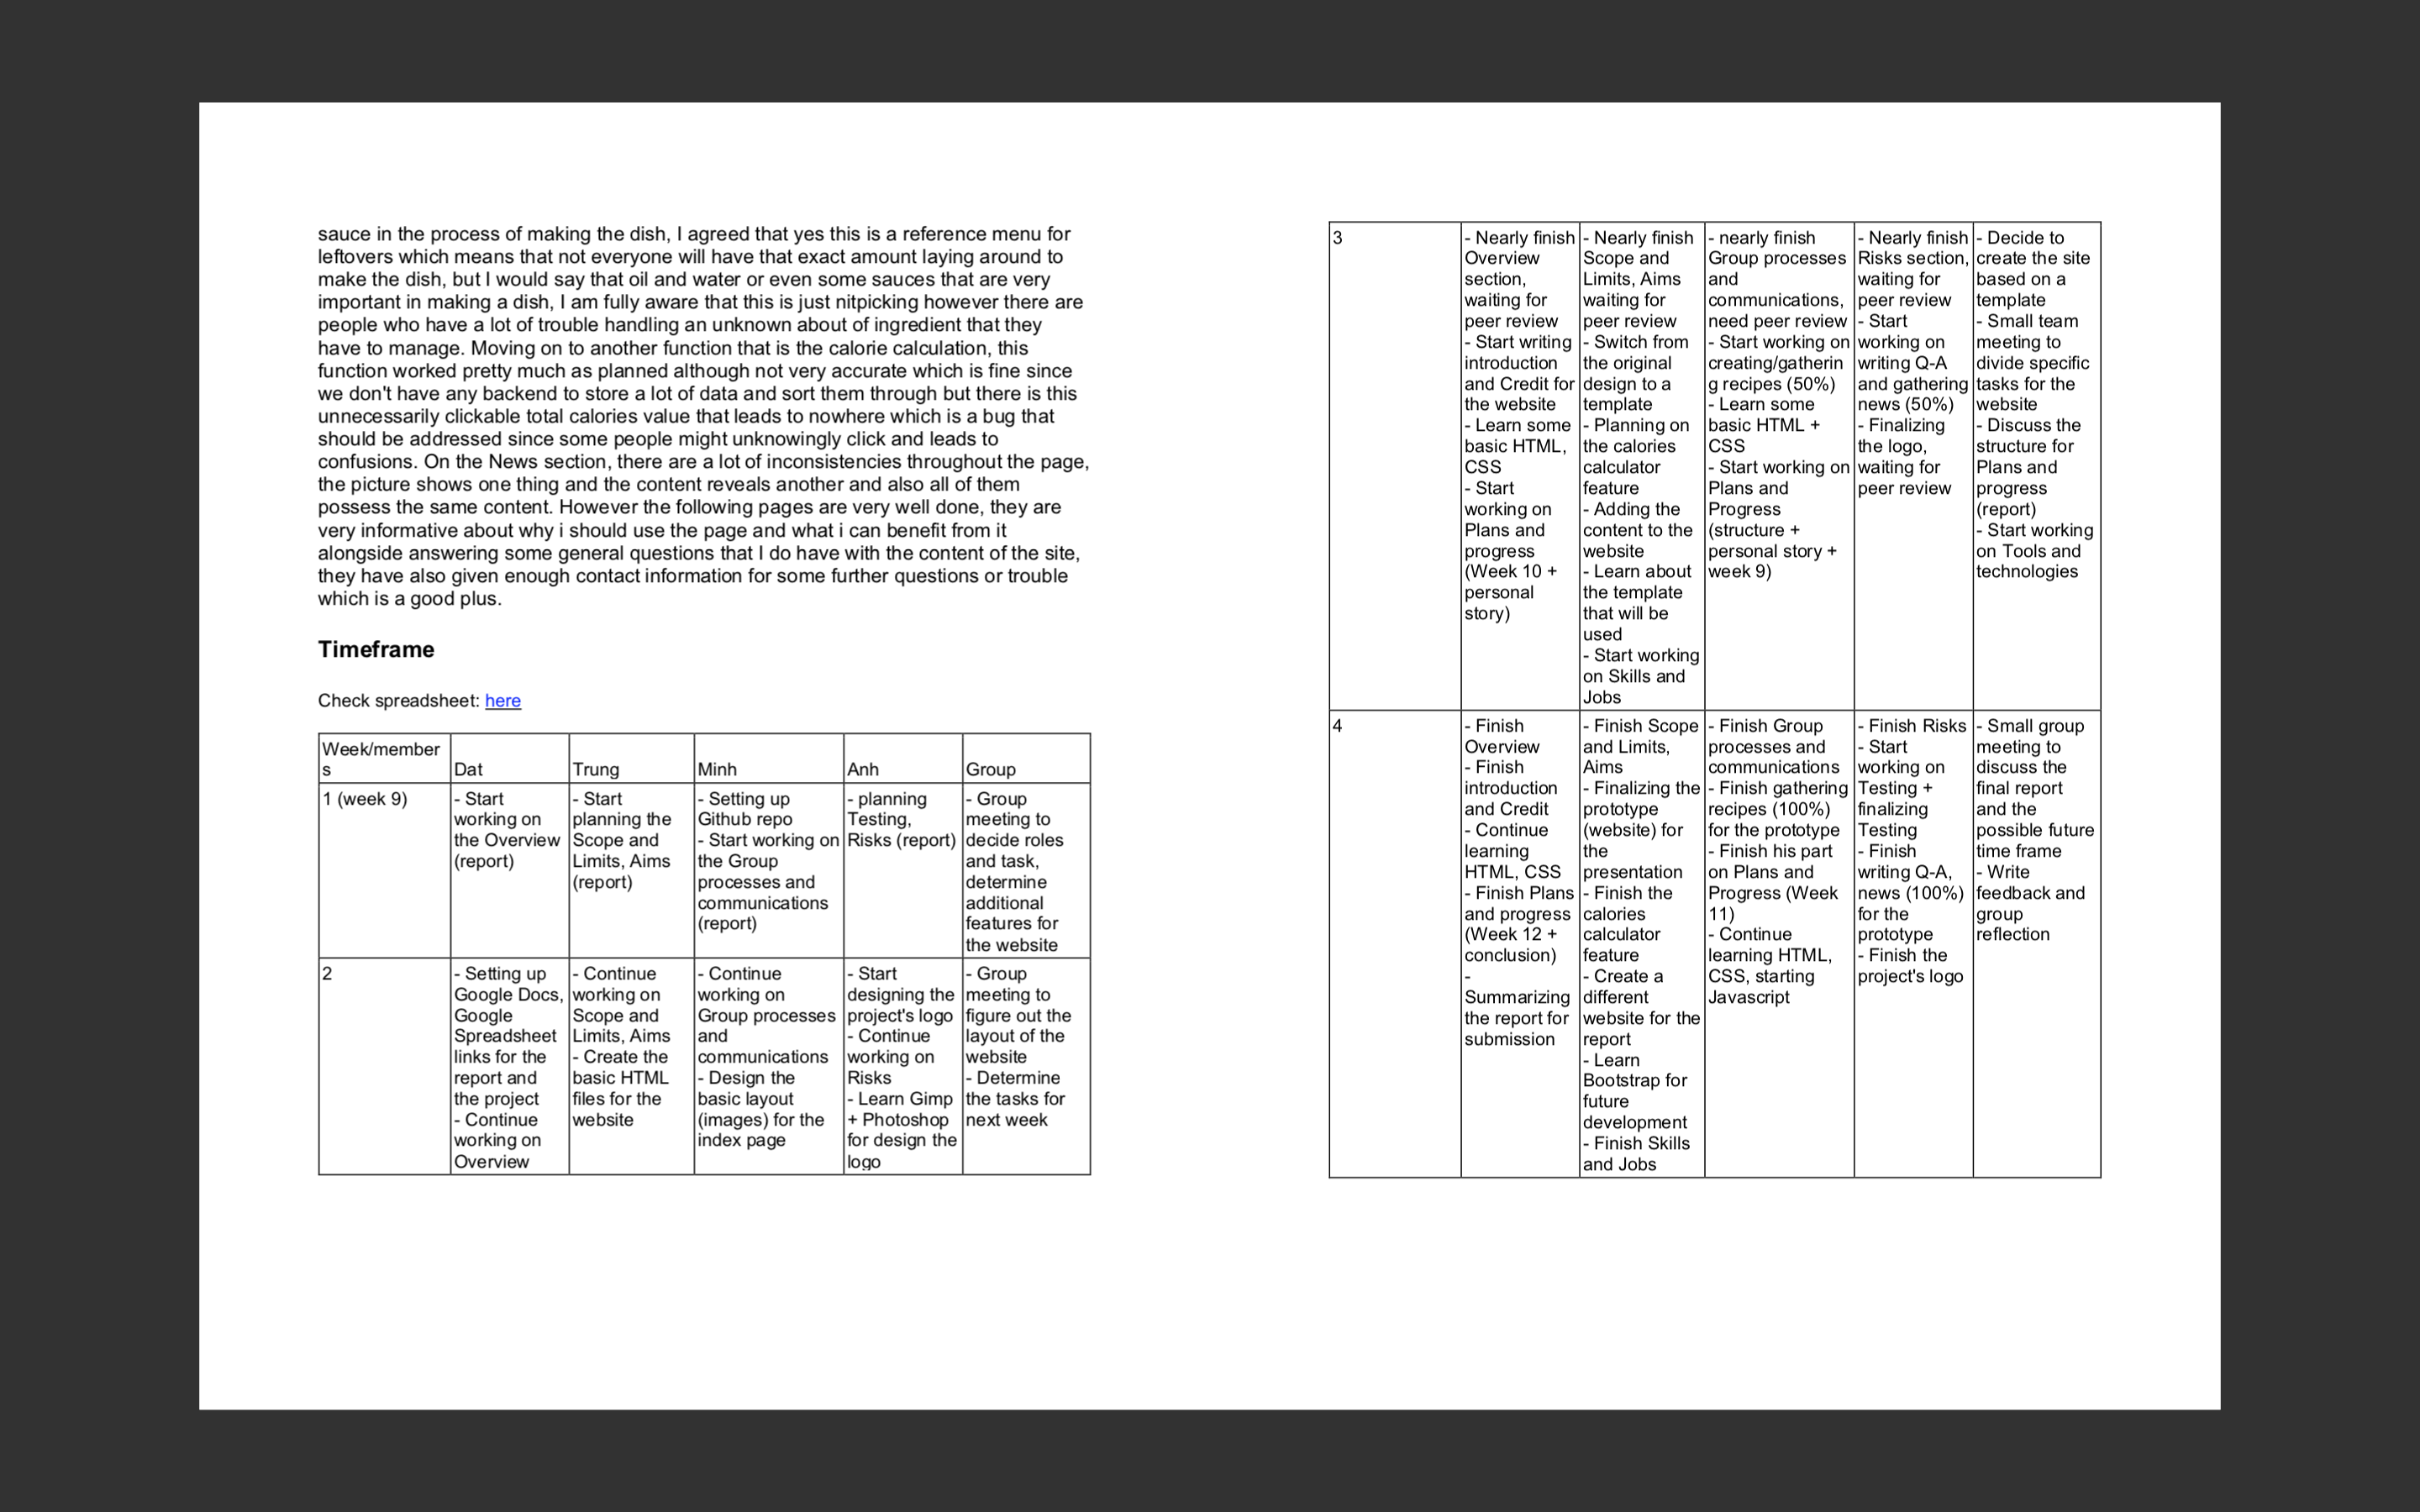 sauce in the process of making the dish, I agreed that yes this is a reference menu for
leftovers which means that not everyone will have that exact amount laying around to
make the dish, but I would say that oil and water or even some sauces that are very
important in making a dish, I am fully aware that this is just nitpicking however there are
people who have a lot of trouble handling an unknown about of ingredient that they
have to manage. Moving on to another function that is the calorie calculation, this
function worked pretty much as planned although not very accurate which is fine since
we don't have any backend to store a lot of data and sort them through but there is this
unnecessarily clickable total calories value that leads to nowhere which is a bug that
should be addressed since some people might unknowingly click and leads to
confusions. On the News section, there are a lot of inconsistencies throughout the page,
the picture shows one thing and the content reveals another and also all of them
possess the same content. However the following pages are very well done, they are
very informative about why i should use the page and what i can benefit from it
alongside answering some general questions that I do have with the content of the site,
they have also given enough contact information for some further questions or trouble
which is a good plus.
Timeframe
Check spreadsheet: here
Week/member
s
Dat
Trung
Minh
Anh
Group
1 (week 9)
- Start
working on
the Overview
(report)
- Start
planning the
Scope and
Limits, Aims
(report)
- Setting up
Github repo
- Start working on
the Group
processes and
communications
(report)
- planning
Testing,
Risks (report)
- Group
meeting to
decide roles
and task,
determine
additional
features for
the website
2
- Setting up
Google Docs,
Google
Spreadsheet
links for the
report and
the project
- Continue
working on
Overview
- Continue
working on
Scope and
Limits, Aims
- Create the
basic HTML
files for the
website
- Continue
working on
Group processes
and
communications
- Design the
basic layout
(images) for the
index page
- Start
designing the
project's logo
- Continue
working on
Risks
- Learn Gimp
+ Photoshop
for design the
logo
- Group
meeting to
figure out the
layout of the
website
- Determine
the tasks for
next week
3
- Nearly finish
Overview
section,
waiting for
peer review
- Start writing
introduction
and Credit for
the website
- Learn some
basic HTML,
CSS
- Start
working on
Plans and
progress
(Week 10 +
personal
story)
- Nearly finish
Scope and
Limits, Aims
waiting for
peer review
- Switch from
the original
design to a
template
- Planning on
the calories
calculator
feature
- Adding the
content to the
website
- Learn about
the template
that will be
used
- Start working
on Skills and
Jobs
- nearly finish
Group processes
and
communications,
need peer review
- Start working on
creating/gatherin
g recipes (50%)
- Learn some
basic HTML +
CSS
- Start working on
Plans and
Progress
(structure +
personal story +
week 9)
- Nearly finish
Risks section,
waiting for
peer review
- Start
working on
writing Q-A
and gathering
news (50%)
- Finalizing
the logo,
waiting for
peer review
- Decide to
create the site
based on a
template
- Small team
meeting to
divide specific
tasks for the
website
- Discuss the
structure for
Plans and
progress
(report)
- Start working
on Tools and
technologies
4
- Finish
Overview
- Finish
introduction
and Credit
- Continue
learning
HTML, CSS
- Finish Plans
and progress
(Week 12 +
conclusion)
-
Summarizing
the report for
submission
- Finish Scope
and Limits,
Aims
- Finalizing the
prototype
(website) for
the
presentation
- Finish the
calories
calculator
feature
- Create a
different
website for the
report
- Learn
Bootstrap for
future
development
- Finish Skills
and Jobs
- Finish Group
processes and
communications
- Finish gathering
recipes (100%)
for the prototype
- Finish his part
on Plans and
Progress (Week
11)
- Continue
learning HTML,
CSS, starting
Javascript
- Finish Risks
- Start
working on
Testing +
finalizing
Testing
- Finish
writing Q-A,
news (100%)
for the
prototype
- Finish the
project's logo
- Small group
meeting to
discuss the
final report
and the
possible future
time frame
- Write
feedback and
group
reflection